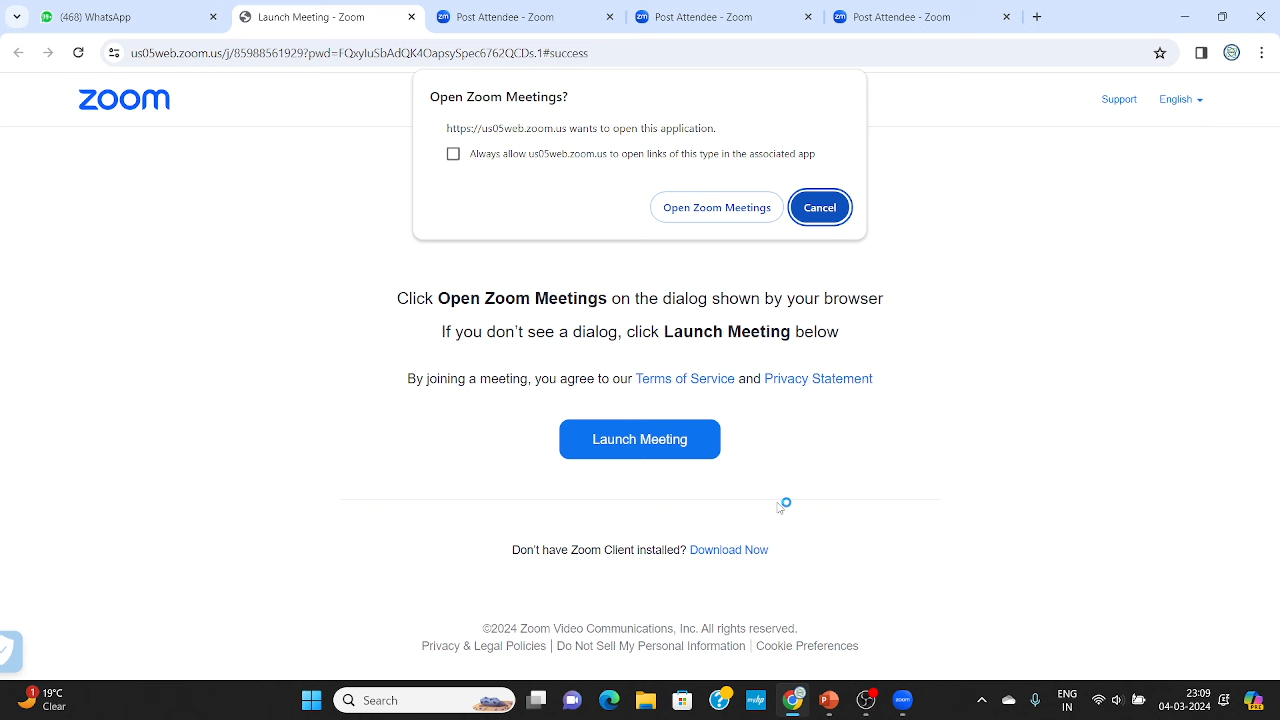 (468) WhatsApp
Launch Meeting - Zoom
Post Attendee - Zoom
Post Attendee - Zoom
Post Attendee - Zoom
us05web.zoom.us/j/85988561929?pwd=FQxyluSbAdQK4OapsySpec6762QCDs.1#success
zoom
Support
English
Open Zoom Meetings?
https://us05web.zoom.us wants to open this application.
Always allow us05web.zoom.us to open links of this type in the associated app
Open Zoom Meetings
Cancel
Click Open Zoom Meetings on the dialog shown by your browser
If you don't see a dialog, click Launch Meeting below
By joining a meeting, you agree to our Terms of Service and Privacy Statement
Launch Meeting
Don't have Zoom Client installed? Download Now
©2024 Zoom Video Communications, Inc. All rights reserved.
Privacy & Legal Policies | Do Not Sell My Personal Information | Cookie Preferences
1
19°C
Clear
Search
myhp
zoom
ENG
IN
23:09
04-03-2024